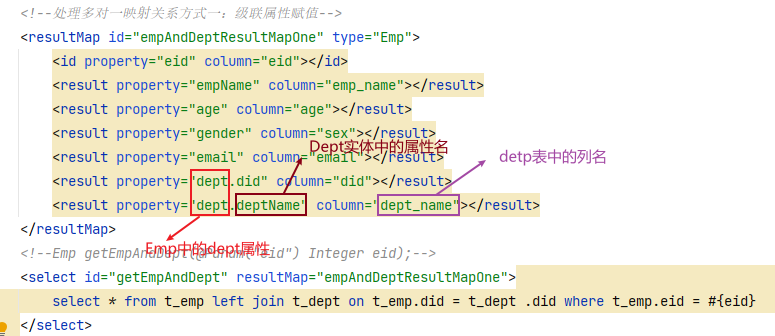 <!--处理多对一映射关系方式一：级联属性赋值-->
<resultMap id="empAndDeptResultMapOne" type="Emp">
<id property="eid" column="eid"></id>
<result property="empName" column="emp_name"></result>
<result property="age" column="age"></result>
<result property="gender" column="sex"></result>
Dept实体中的属性名
<result property="email" column="email"></result>
detp表中的列名
<result property="dept.did" column="did"></result>
<result property="dept.deptName" column="dept_name"></result>
</resultMap>
Emp中的dept属性
<!--Emp getEmpAndDept(@Param("eid") Integer eid);-->
<select id="getEmpAndDept" resultMap="empAndDeptResultMapOne">
select * from t_emp left join t_dept on t_emp.did = t_dept .did where t_emp.eid = #{eid}
</select>